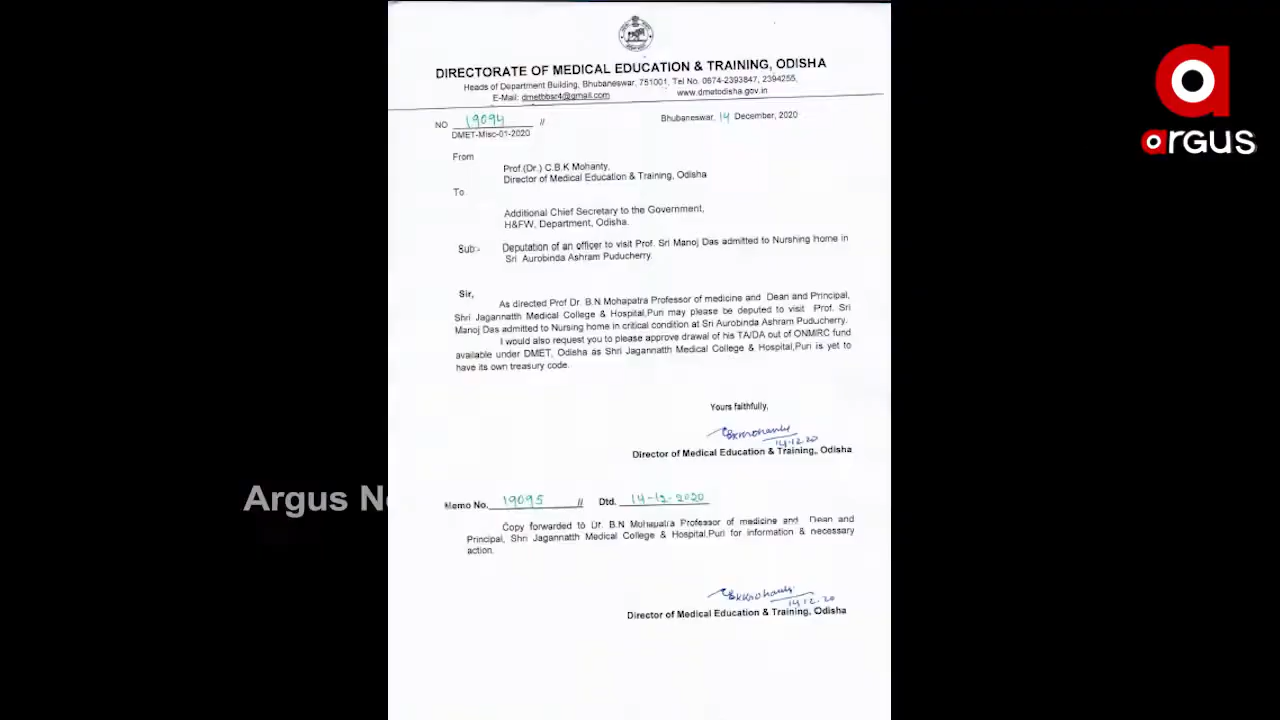 DIRECTORATE OF MEDICAL EDUCATION & TRAINING, ODISHA
Heads of Department Building, Bhubaneswar, 751001, Tel No. 0674-2393847, 2394255,
E-Mail: dmetbbsr4@gmail.com www.dmetodisha.gov.in
NO 19094 //
Bhubaneswar, 14 December, 2020
DMET-Misc-01-2020
From
Prof.(Dr.) C.B.K Mohanty,
Director of Medical Education & Training, Odisha
To
Additional Chief Secretary to the Government,
H&FW, Department, Odisha.
Sub:- Deputation of an officer to visit Prof. Sri Manoj Das admitted to Nurshing home in
Sri Aurobinda Ashram Puducherry.
Sir,
As directed Prof Dr. B.N Mohapatra Professor of medicine and Dean and Principal,
Shri Jagannatth Medical College & Hospital,Puri may please be deputed to visit Prof. Sri
Manoj Das admitted to Nursing home in critical condition at Sri Aurobinda Ashram Puducherry.
I would also request you to please approve drawal of his TA/DA out of ONMIRC fund
available under DMET, Odisha as Shri Jagannatth Medical College & Hospital,Puri is yet to
have its own treasury code.
Yours faithfully,
CBKMohanty
14.12.20
Director of Medical Education & Training, Odisha
Memo No. 19095 // Dtd. 14-12-2020
Copy forwarded to Dr. B.N Mohapatra Professor of medicine and Dean and
Principal, Shri Jagannatth Medical College & Hospital,Puri for information & necessary
action.
CBKMohanty
14.12.20
Director of Medical Education & Training, Odisha
argus
Argus Ne